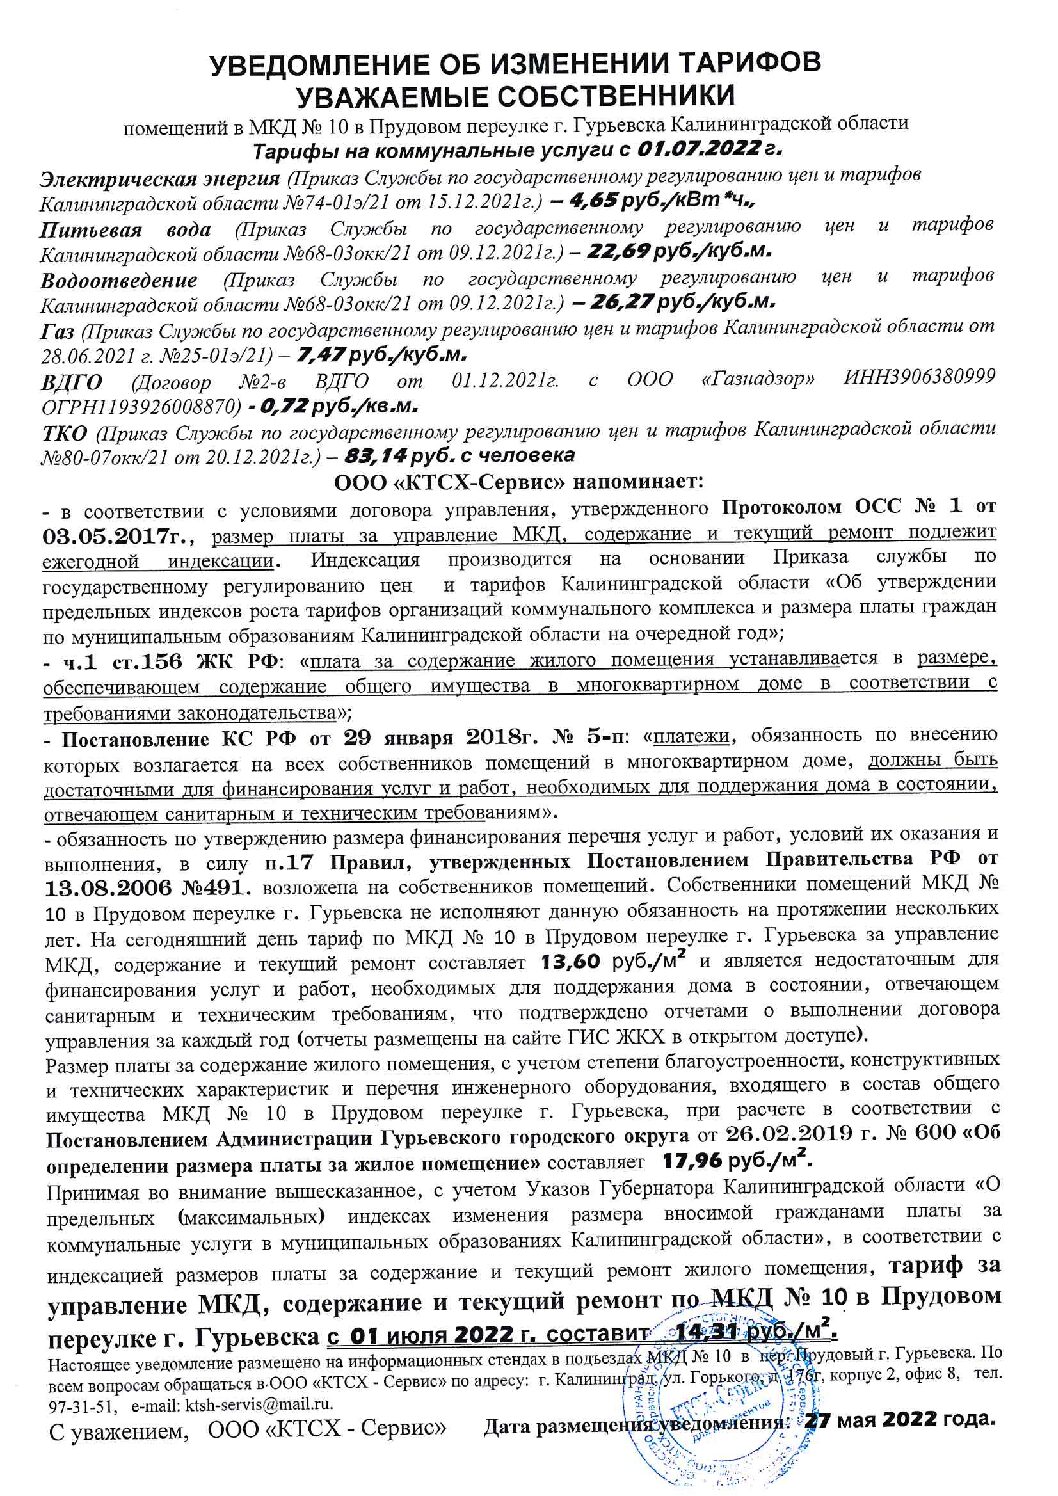 УВЕДОМЛЕНИЕ ОБ ИЗМЕНЕНИИ ТАРИФОВ
УВАЖАЕМЫЕ СОБСТВЕННИКИ
помещений в МКД № 10 в Прудовом переулке г. Гурьевска Калининградской области
Тарифы на коммунальные услуги с 01.07.2022 г.
Электрическая энергия (Приказ Службы по государственному регулированию цен и тарифов
Калининградской области №74-01э/21 от 15.12.2021г.) – 4,65 руб./кВт*ч.,
Питьевая вода (Приказ Службы по государственному регулированию цен и тарифов
Калининградской области №68-03окк/21 от 09.12.2021г.) – 22,69 руб./куб.м.
Водоотведение (Приказ Службы по государственному регулированию цен и тарифов
Калининградской области №68-03окк/21 от 09.12.2021г.) – 26,27 руб./куб.м.
Газ (Приказ Службы по государственному регулированию цен и тарифов Калининградской области от
28.06.2021 г. №25-01э/21) – 7,47 руб./куб.м.
ВДГО (Договор №2-в ВДГО от 01.12.2021г. с ООО «Газнадзор» ИНН3906380999
ОГРН1193926008870) - 0,72 руб./кв.м.
ТКО (Приказ Службы по государственному регулированию цен и тарифов Калининградской области
№80-07окк/21 от 20.12.2021г.) – 83,14 руб. с человека
ООО «КТСХ-Сервис» напоминает:
- в соответствии с условиями договора управления, утвержденного Протоколом ОСС № 1 от
03.05.2017г., размер платы за управление МКД, содержание и текущий ремонт подлежит
ежегодной индексации. Индексация производится на основании Приказа службы по
государственному регулированию цен и тарифов Калининградской области «Об утверждении
предельных индексов роста тарифов организаций коммунального комплекса и размера платы граждан
по муниципальным образованиям Калининградской области на очередной год»;
- ч.1 ст.156 ЖК РФ: «плата за содержание жилого помещения устанавливается в размере,
обеспечивающем содержание общего имущества в многоквартирном доме в соответствии с
требованиями законодательства»;
- Постановление КС РФ от 29 января 2018г. № 5-п: «платежи, обязанность по внесению
которых возлагается на всех собственников помещений в многоквартирном доме, должны быть
достаточными для финансирования услуг и работ, необходимых для поддержания дома в состоянии,
отвечающем санитарным и техническим требованиям».
- обязанность по утверждению размера финансирования перечня услуг и работ, условий их оказания и
выполнения, в силу п.17 Правил, утвержденных Постановлением Правительства РФ от
13.08.2006 №491. возложена на собственников помещений. Собственники помещений МКД №
10 в Прудовом переулке г. Гурьевска не исполняют данную обязанность на протяжении нескольких
лет. На сегодняшний день тариф по МКД № 10 в Прудовом переулке г. Гурьевска за управление
МКД, содержание и текущий ремонт составляет 13,60 руб./м² и является недостаточным для
финансирования услуг и работ, необходимых для поддержания дома в состоянии, отвечающем
санитарным и техническим требованиям, что подтверждено отчетами о выполнении договора
управления за каждый год (отчеты размещены на сайте ГИС ЖКХ в открытом доступе).
Размер платы за содержание жилого помещения, с учетом степени благоустроенности, конструктивных
и технических характеристик и перечня инженерного оборудования, входящего в состав общего
имущества МКД № 10 в Прудовом переулке г. Гурьевска, при расчете в соответствии с
Постановлением Администрации Гурьевского городского округа от 26.02.2019 г. № 600 «Об
определении размера платы за жилое помещение» составляет 17,96 руб./м².
Принимая во внимание вышесказанное, с учетом Указов Губернатора Калининградской области «О
предельных (максимальных) индексах изменения размера вносимой гражданами платы за
коммунальные услуги в муниципальных образованиях Калининградской области», в соответствии с
индексацией размеров платы за содержание и текущий ремонт жилого помещения, тариф за
управление МКД, содержание и текущий ремонт по МКД № 10 в Прудовом
переулке г. Гурьевска с 01 июля 2022 г. составит 14,31 руб./м².
Настоящее уведомление размещено на информационных стендах в подъездах МКД № 10 в пер. Прудовый г. Гурьевска. По
всем вопросам обращаться в ООО «КТСХ - Сервис» по адресу: г. Калининград, ул. Горького, д. 176г, корпус 2, офис 8, тел.
97-31-51, e-mail: ktsh-servis@mail.ru.
С уважением, ООО «КТСХ - Сервис» Дата размещения уведомления: 27 мая 2022 года.
«КТСХ-Сервис»
для документов